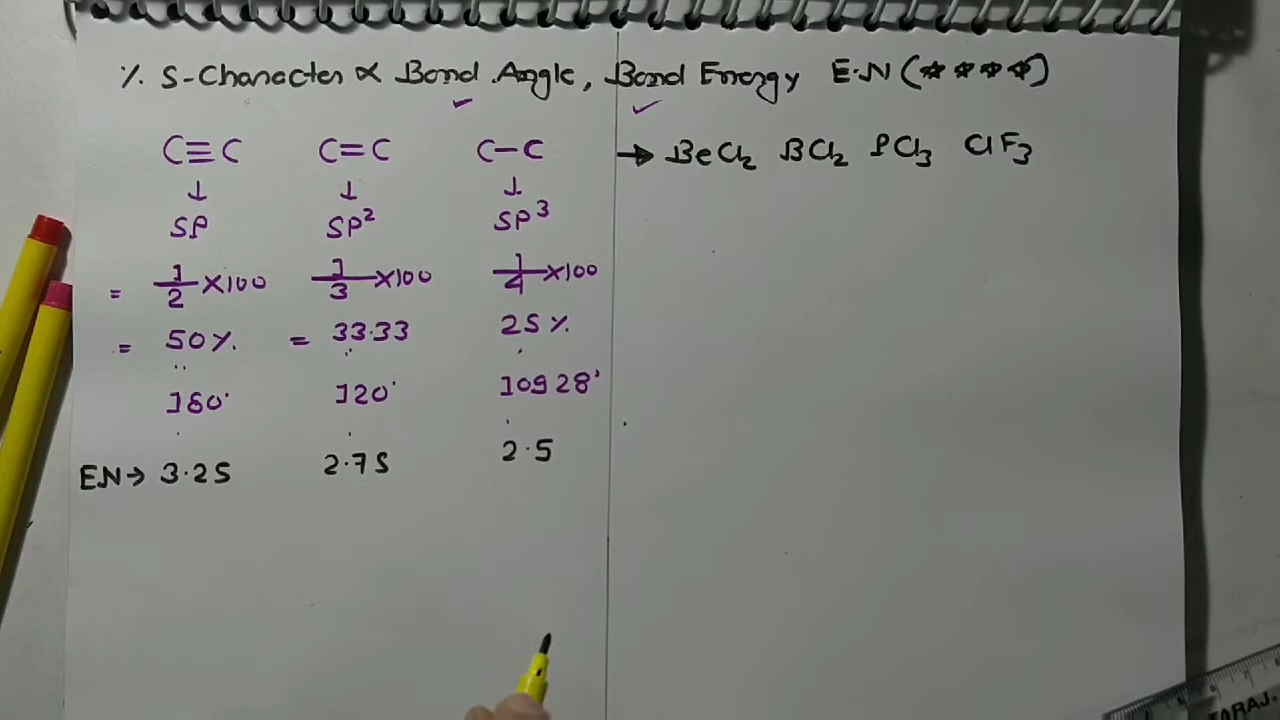 % S-Character ∝ Bond Angle, Bond Energy E.N (****)
C≡C C=C C-C
↓ ↓ ↓
SP SP² SP³
= 1/2 ×100 1/3 ×100 1/4 ×100
= 50% = 33.33 25%
180° 120° 109 28'
EN→ 3.25 2.75 2.5
→ BeCl₂ BCl₂ PCl₃ ClF₃